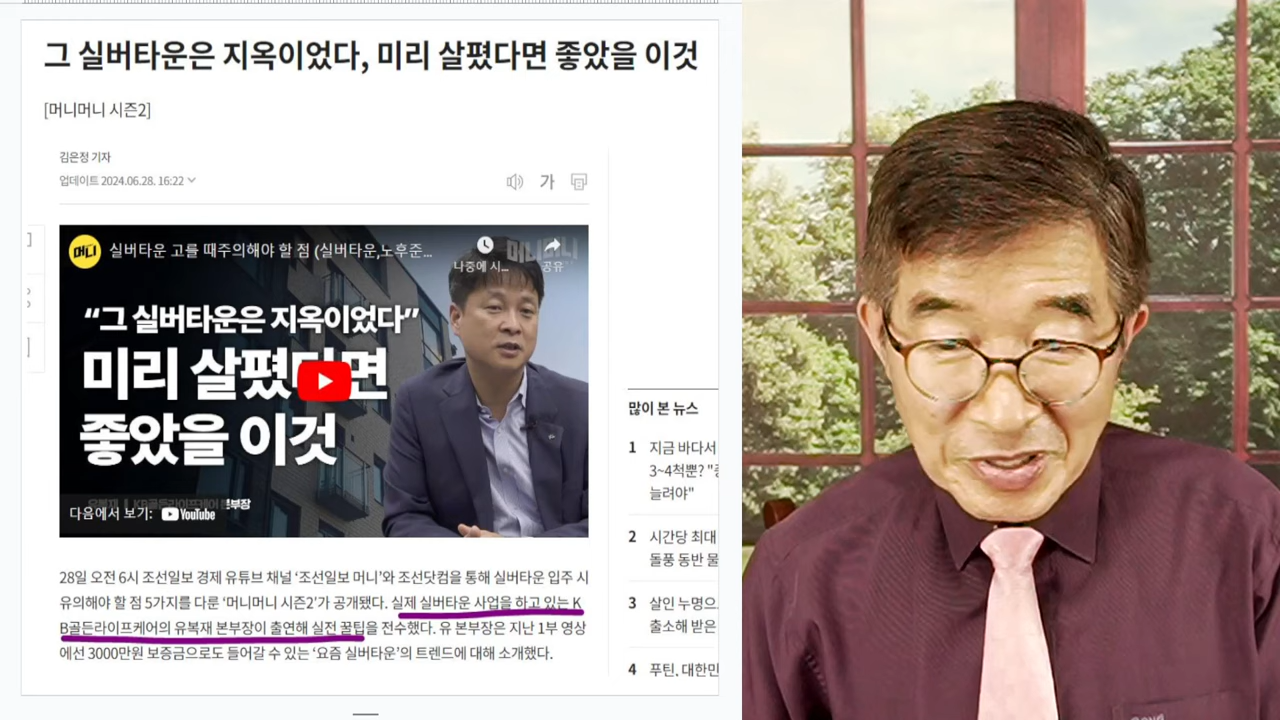 그 실버타운은 지옥이었다, 미리 살폈다면 좋았을 이것
[머니머니 시즌2]
김은정 기자
업데이트 2024.06.28. 16:22
가
머니
실버타운 고를 때주의해야 할 점 (실버타운,노후준...
나중에 시...
공유
“그 실버타운은 지옥이었다”
미리 살폈다면
좋았을 이것
다음에서 보기: YouTube
28일 오전 6시 조선일보 경제 유튜브 채널 ‘조선일보 머니’와 조선닷컴을 통해 실버타운 입주 시
유의해야 할 점 5가지를 다룬 ‘머니머니 시즌2’가 공개됐다. 실제 실버타운 사업을 하고 있는 K
B골든라이프케어의 유복재 본부장이 출연해 실전 꿀팁을 전수했다. 유 본부장은 지난 1부 영상
에선 3000만원 보증금으로도 들어갈 수 있는 ‘요즘 실버타운’의 트렌드에 대해 소개했다.
많이 본 뉴스
1 지금 바다서
3~4척뿐? "
늘려야"
2 시간당 최대
돌풍 동반 물
3 살인 누명으
출소해 받은
4 푸틴, 대한민